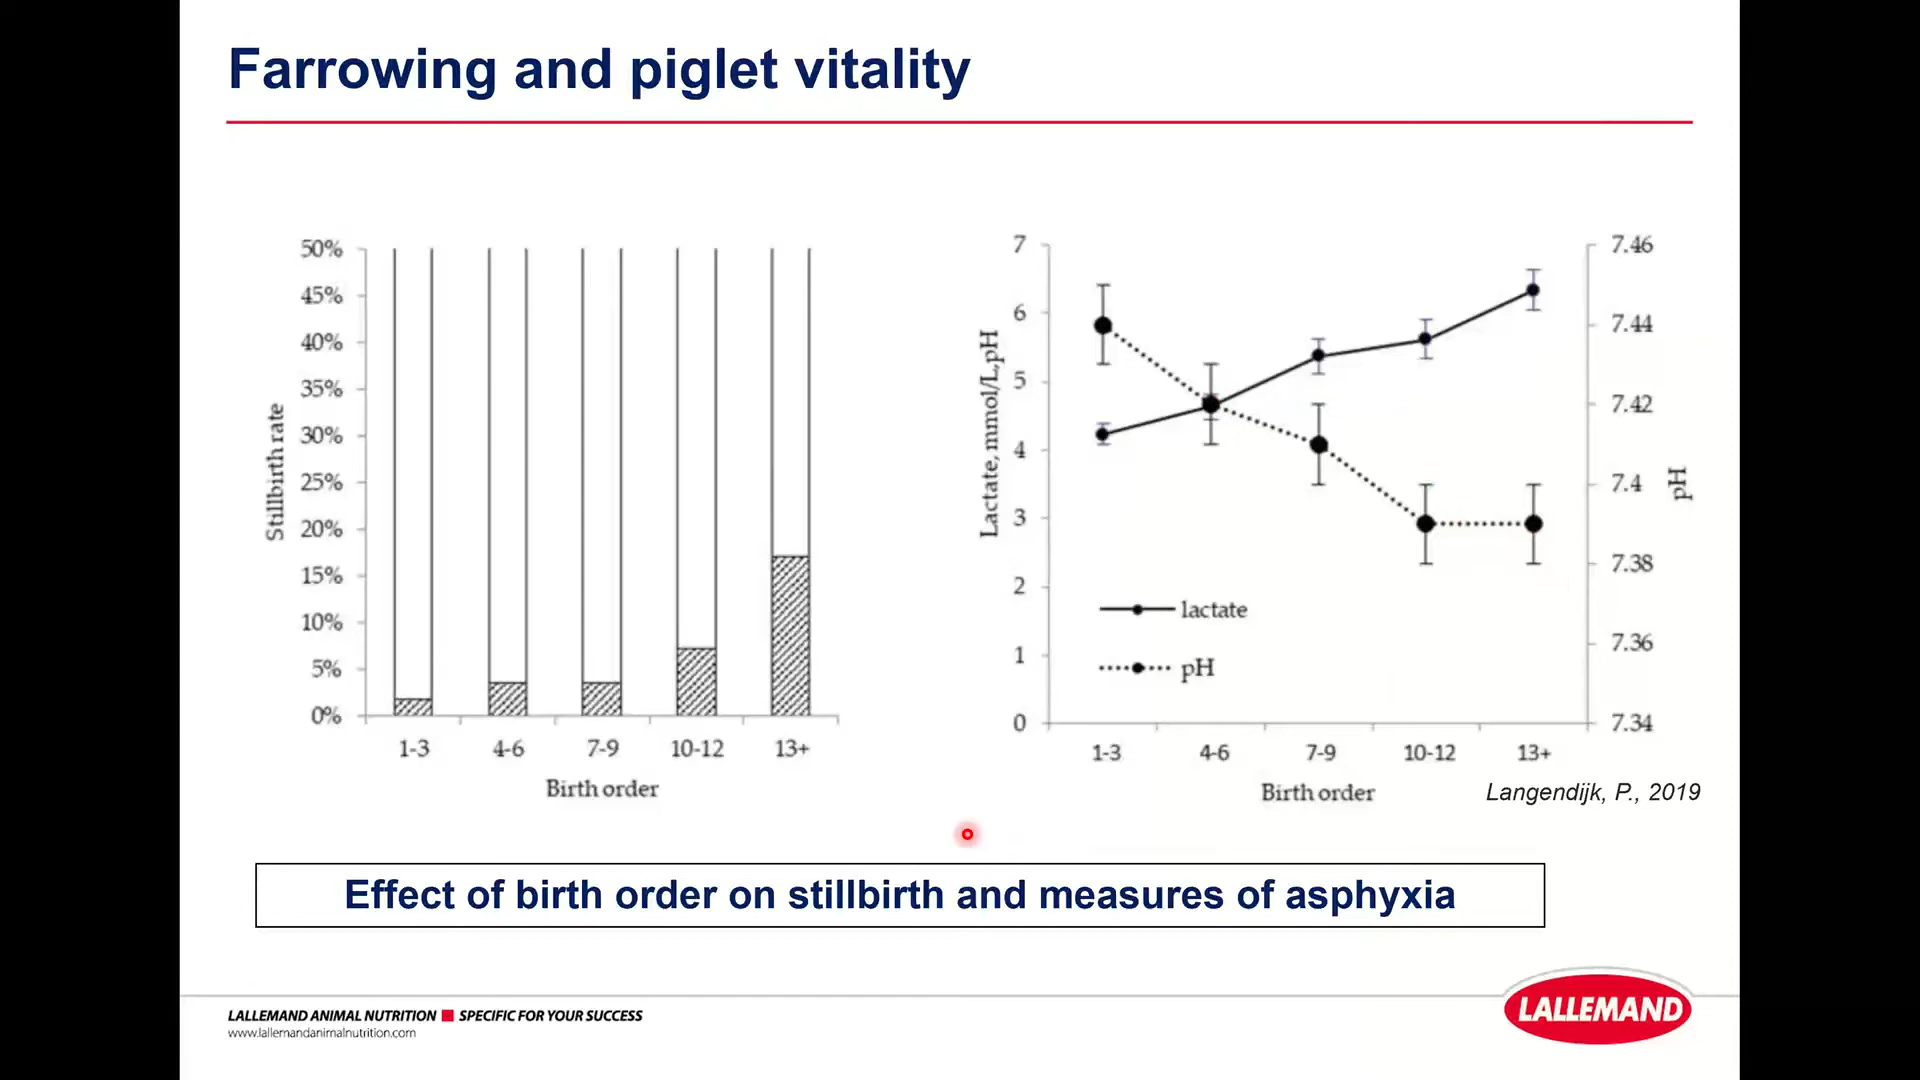 Farrowing and piglet vitality
Stillbirth rate
50%
45%
40%
35%
30%
25%
20%
15%
10%
5%
0%
1-3 4-6 7-9 10-12 13+
Birth order
Lactate, mmol/L,pH
7
6
5
4
3
2
1
0
lactate
pH
7.46
7.44
7.42
7.4
7.38
7.36
7.34
pH
1-3 4-6 7-9 10-12 13+
Birth order
Langendijk, P., 2019
Effect of birth order on stillbirth and measures of asphyxia
LALLEMAND ANIMAL NUTRITION SPECIFIC FOR YOUR SUCCESS
www.lallemandanimalnutrition.com
LALLEMAND